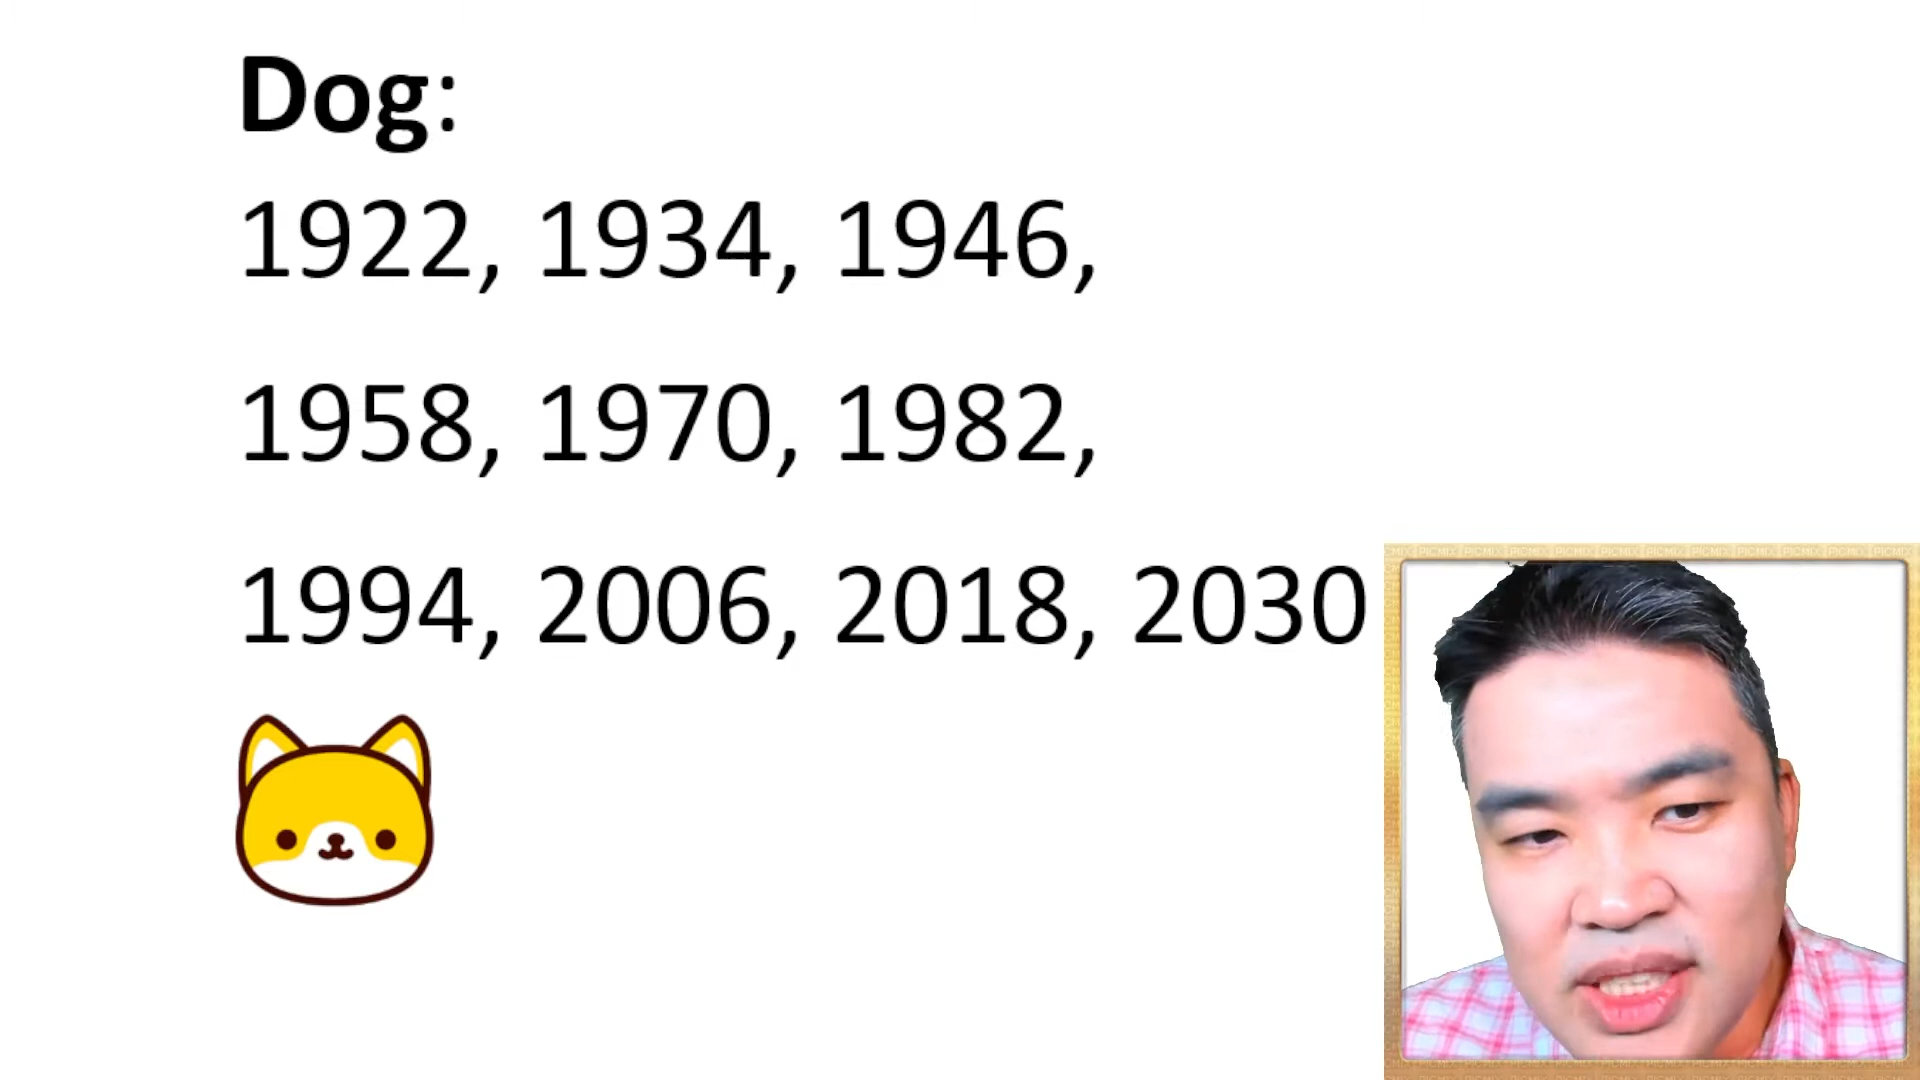 Dog:
1922, 1934, 1946,
1958, 1970, 1982,
1994, 2006, 2018, 2030